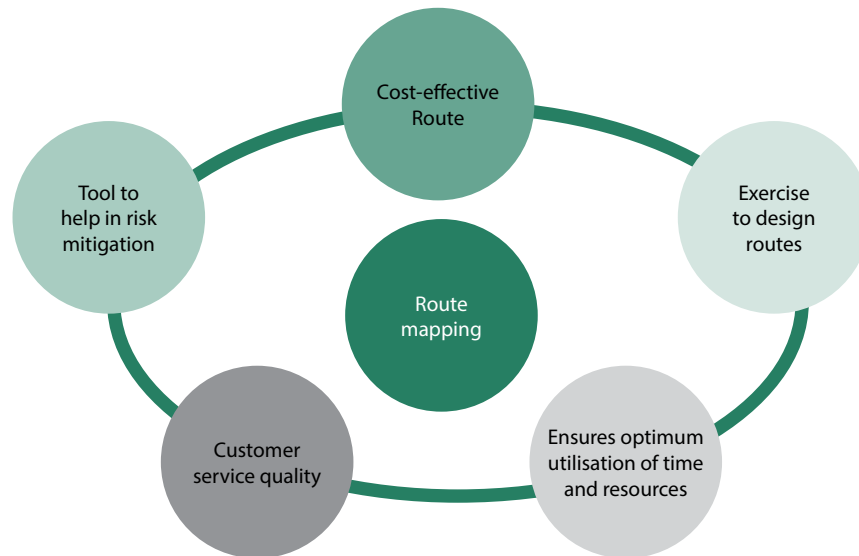 Cost-effective
Route
Tool to
help in risk
mitigation
Exercise
to design
routes
Route
mapping
Customer
service quality
Ensures optimum
utilisation of time
and resources